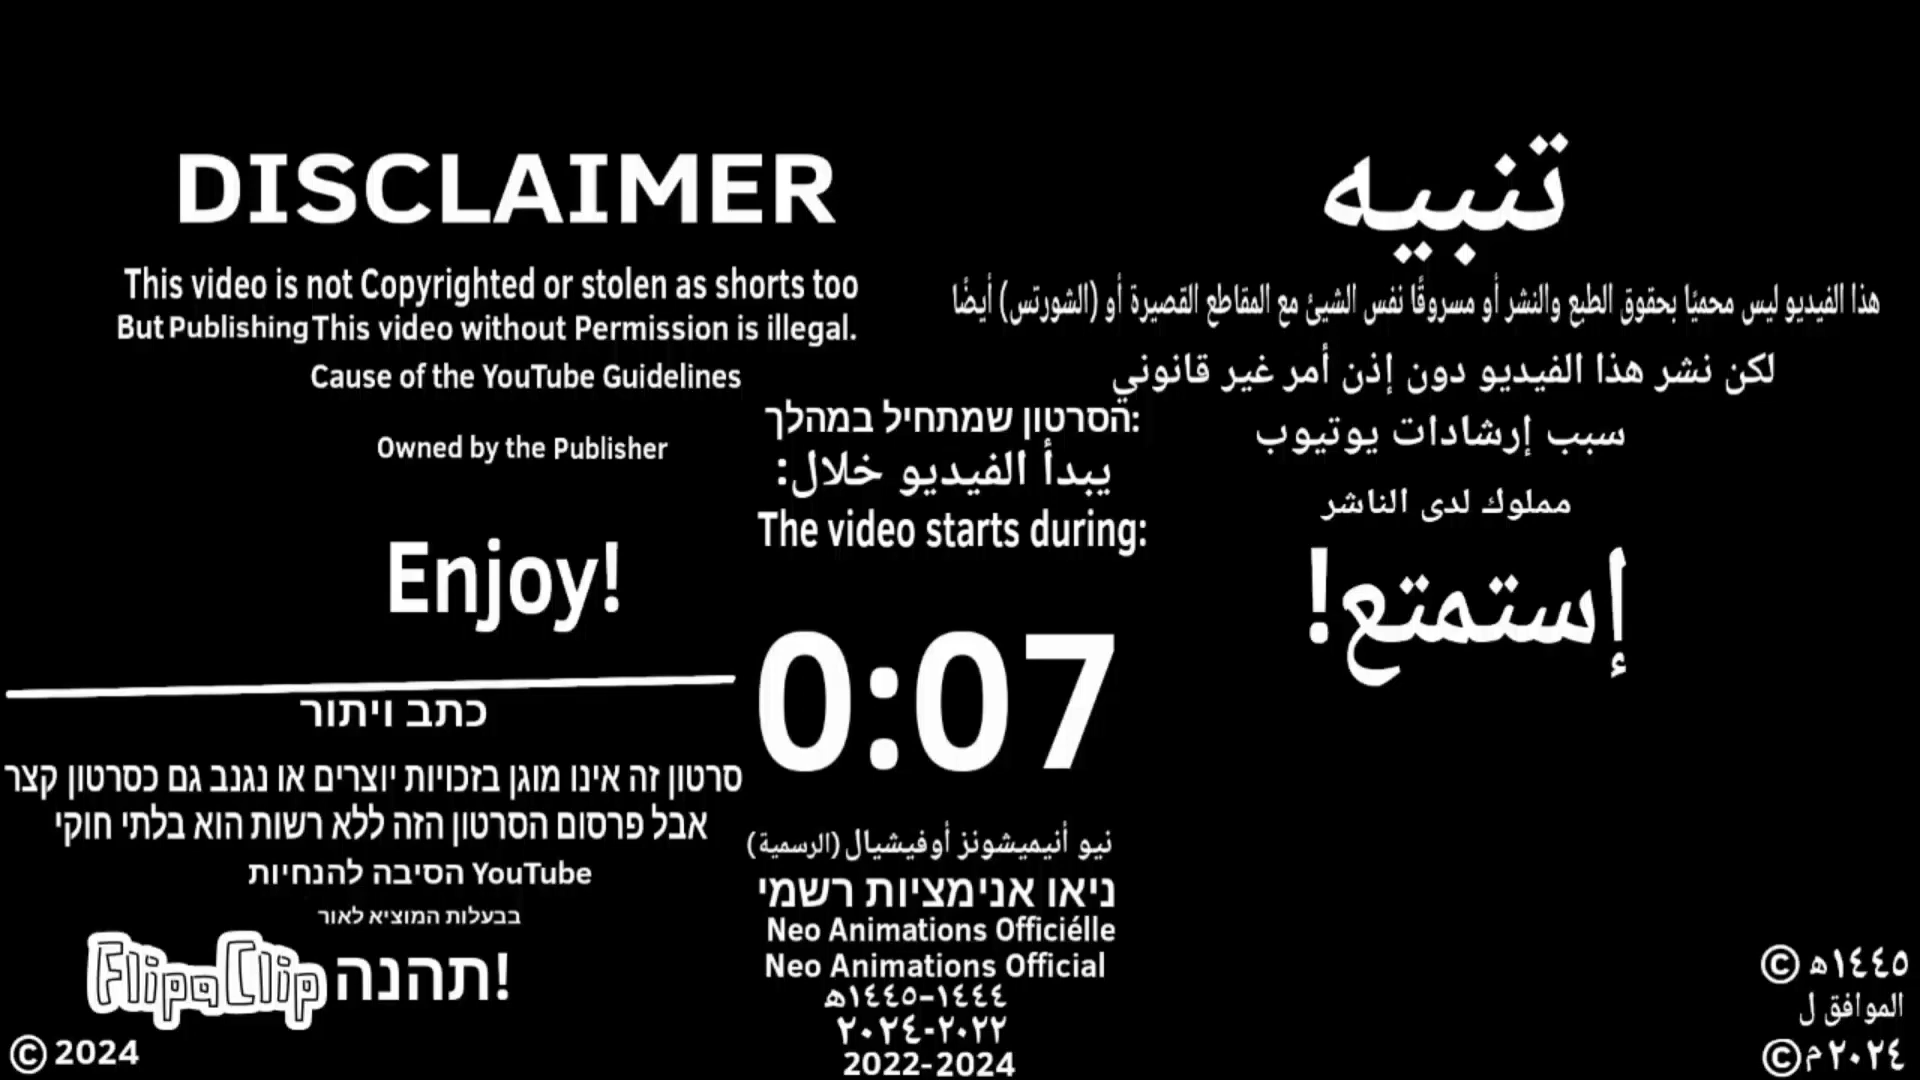 DISCLAIMER
This video is not Copyrighted or stolen as shorts too
But Publishing This video without Permission is illegal.
Cause of the YouTube Guidelines
Owned by the Publisher
Enjoy!
تنبيه
هذا الفيديو ليس محميًا بحقوق الطبع والنشر أو مسروقًا نفس الشيئ مع المقاطع القصيرة أو (الشورتس) أيضًا
لكن نشر هذا الفيديو دون إذن أمر غير قانوني
سبب إرشادات يوتيوب
مملوك لدى الناشر
إستمتع!
הסרטון שמתחיל במהלך:
يبدأ الفيديو خلال:
The video starts during:
0:07
כתב ויתור
סרטון זה אינו מוגן בזכויות יוצרים או נגנב גם כסרטון קצר
אבל פרסום הסרטון הזה ללא רשות הוא בלתי חוקי
הסיבה להנחיות YouTube
בבעלות המוציא לאור
תהנה!
FlipaClip
© 2024
نيو أنيميشونز أوفيشيال (الرسمية)
ניאו אנימציות רשמי
Neo Animations Officiélle
Neo Animations Official
١٤٤٤-١٤٤٥ه
٢٠٢٢-٢٠٢٤
2022-2024
© ١٤٤٥ه
الموافق ل
© ٢٠٢٤م